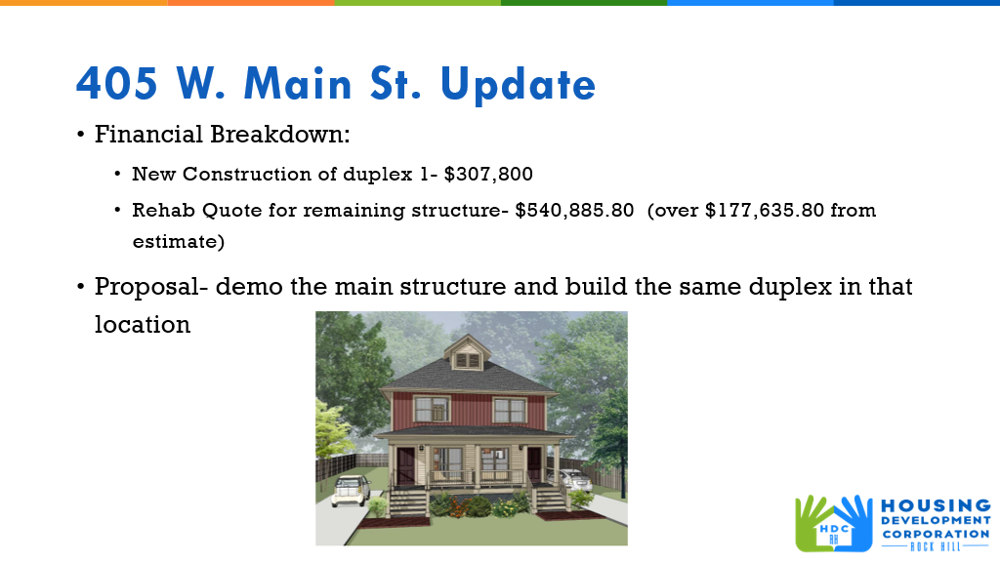 405 W. Main St. Update
• Financial Breakdown:
• New Construction of duplex 1- $307,800
• Rehab Quote for remaining structure- $540,885.80 (over $177,635.80 from
estimate)
• Proposal- demo the main structure and build the same duplex in that
location
HDC
RH
HOUSING
DEVELOPMENT
CORPORATION
ROCK HILL